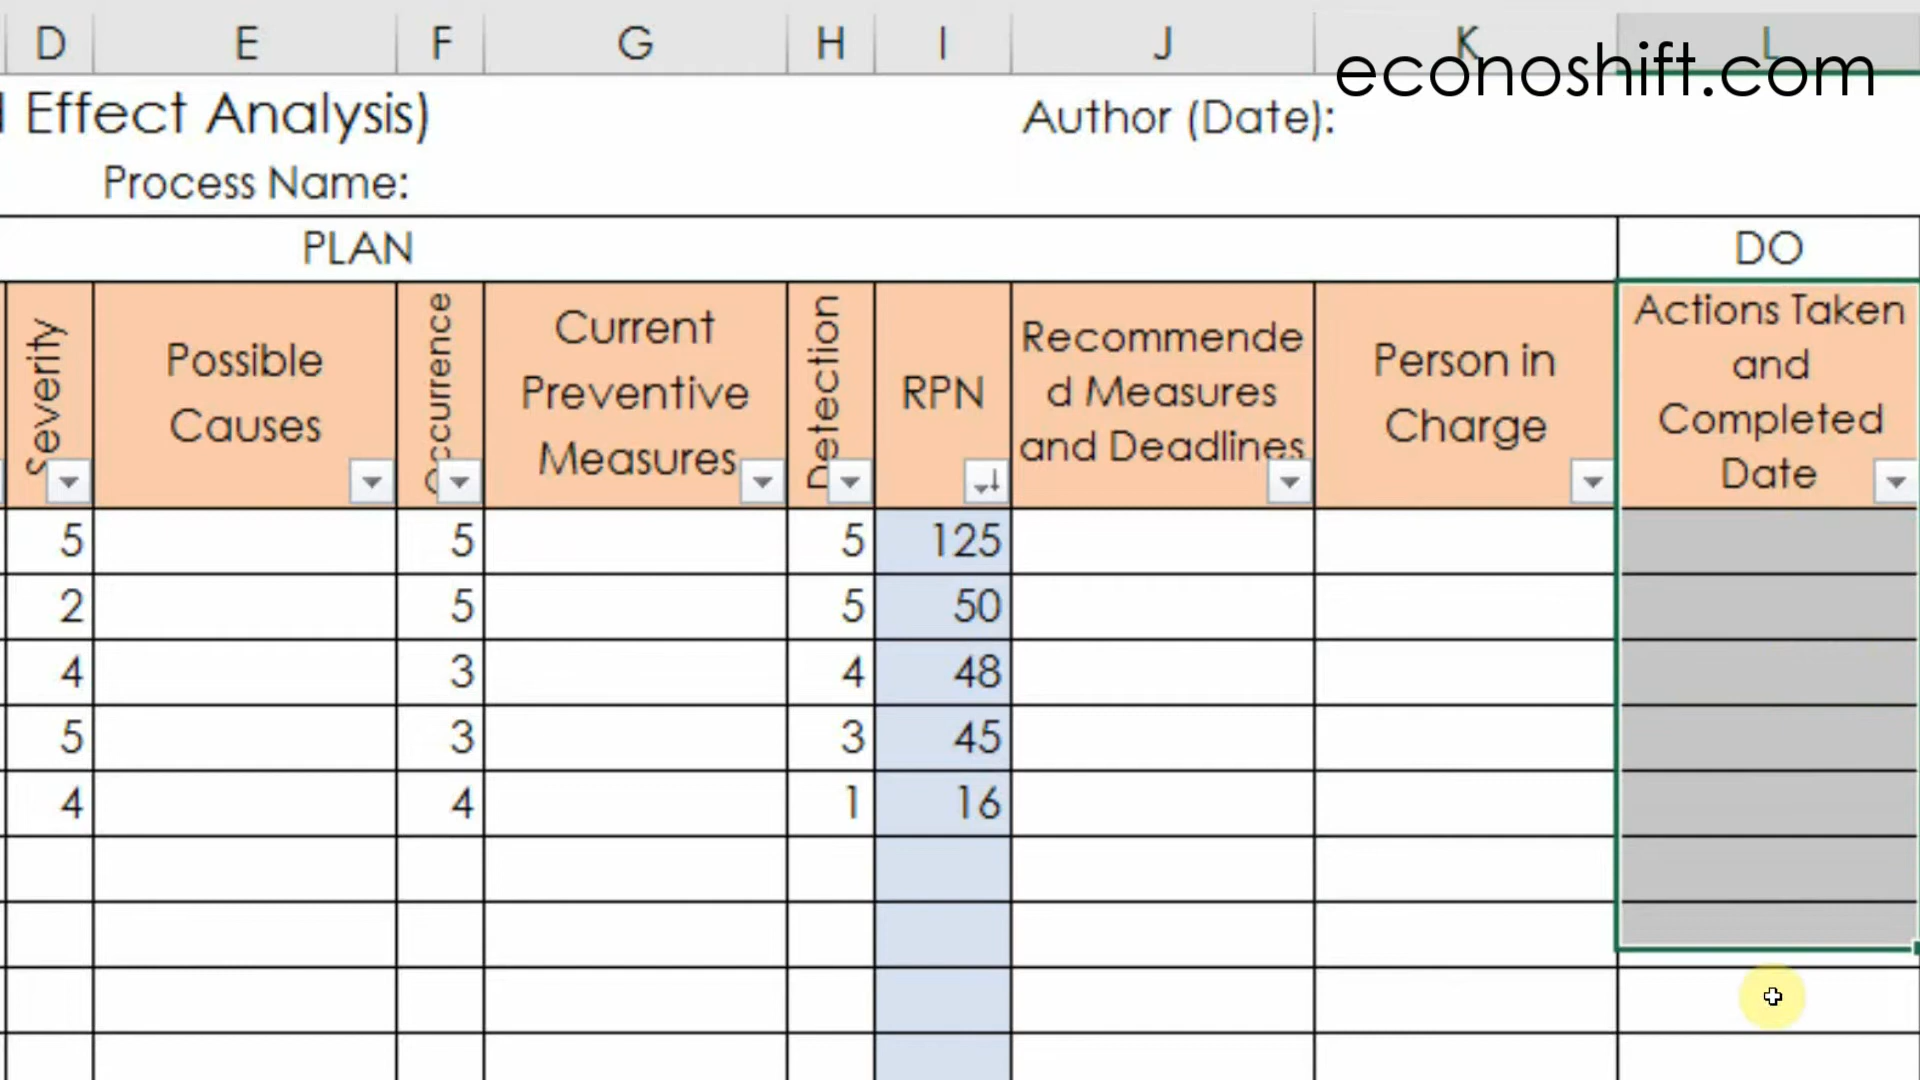 D E F G H I J K L
econoshift.com
Effect Analysis)
Author (Date):
Process Name:
PLAN
DO
Severity
Possible
Causes
Occurrence
Current
Preventive
Measures
Detection
RPN
Recommende
d Measures
and Deadlines
Person in
Charge
Actions Taken
and
Completed
Date
5 5 5 125
2 5 5 50
4 3 4 48
5 3 3 45
4 4 1 16